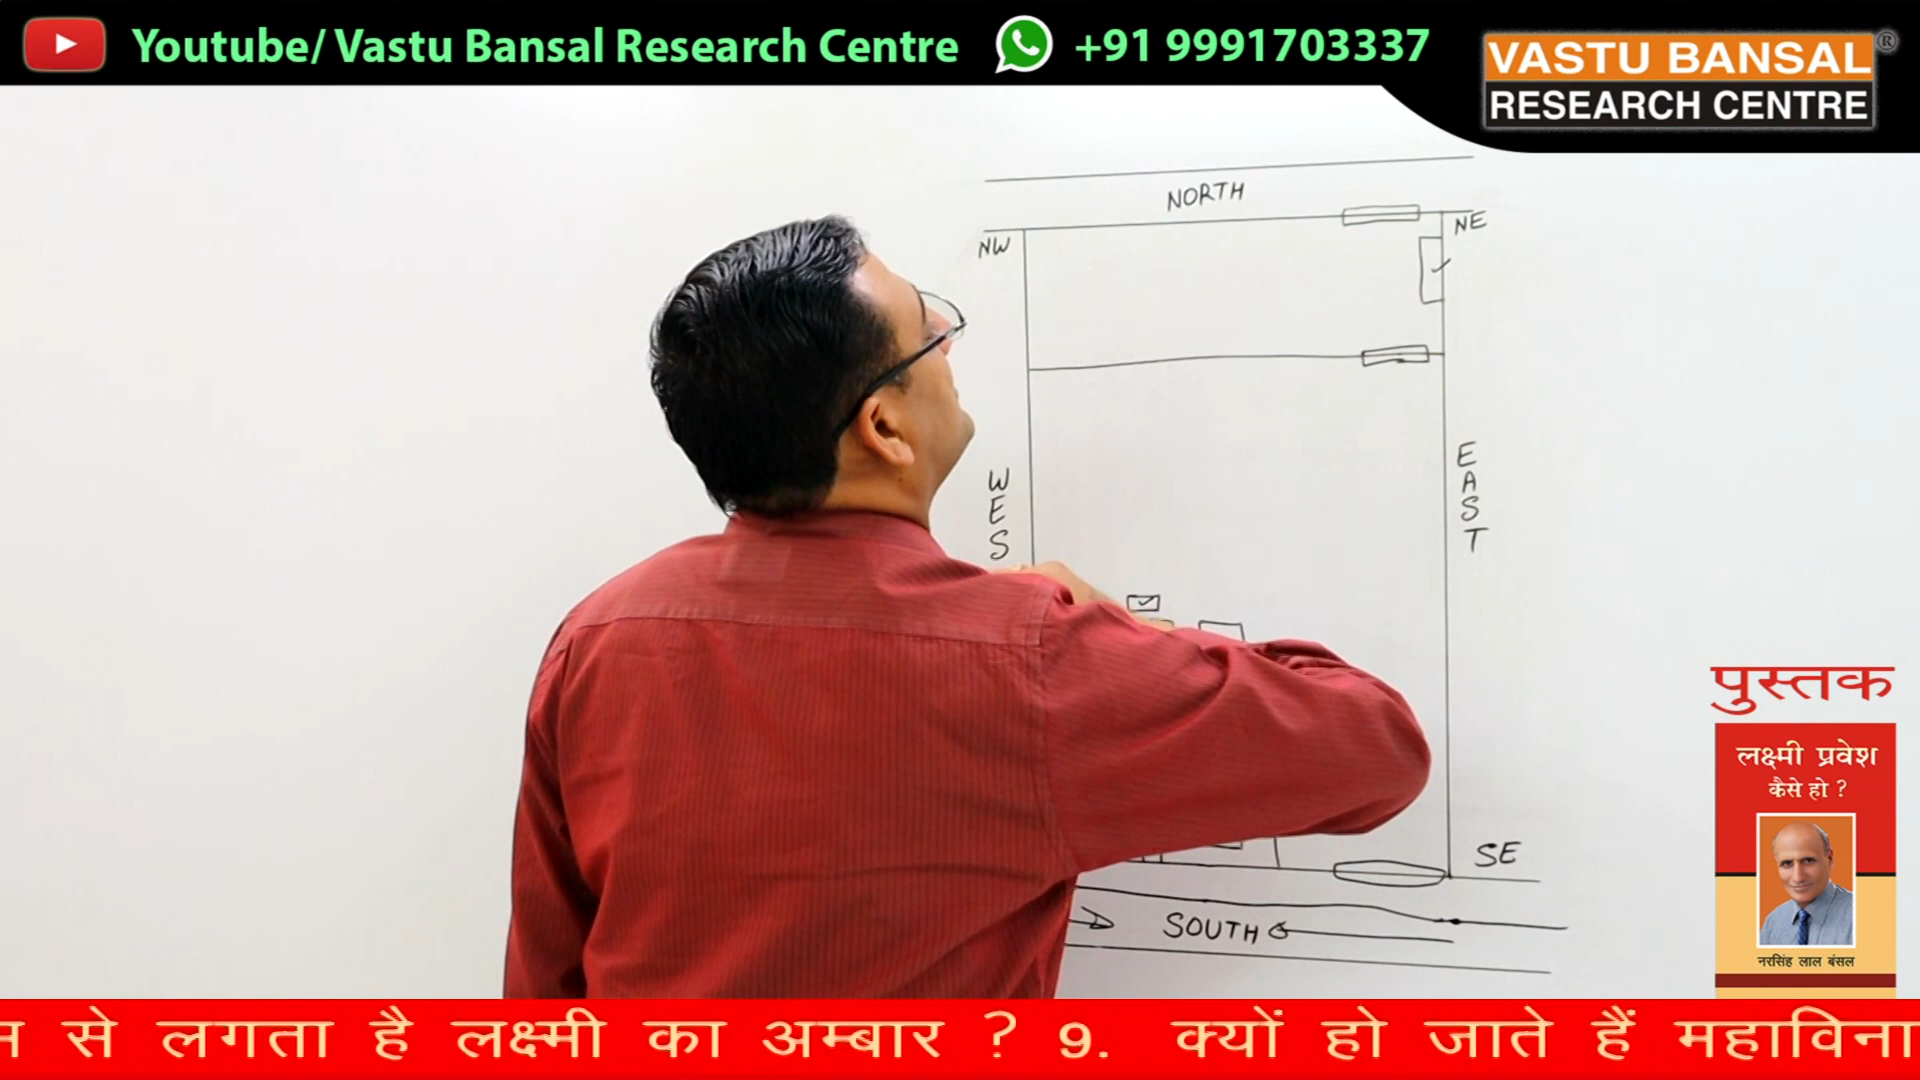 Youtube/ Vastu Bansal Research Centre
+91 9991703337
VASTU BANSAL ®
RESEARCH CENTRE
NORTH
NW
NE
WES
EAST
SE
SOUTH
पुस्तक
लक्ष्मी प्रवेश
कैसे हो ?
नरसिंह लाल बंसल
से लगता है लक्ष्मी का अम्बार ? 9. क्यों हो जाते हैं